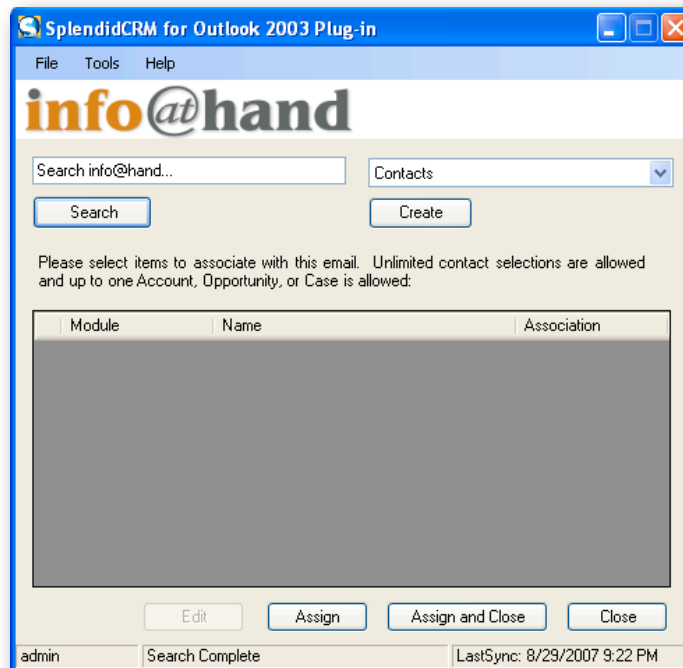 SplendidCRM for Outlook 2003 Plug-in
File Tools Help
info@hand
Search info@hand... Contacts
Search Create
Please select items to associate with this email. Unlimited contact selections are allowed
and up to one Account, Opportunity, or Case is allowed:
Module Name Association
Edit Assign Assign and Close Close
admin Search Complete LastSync: 8/29/2007 9:22 PM